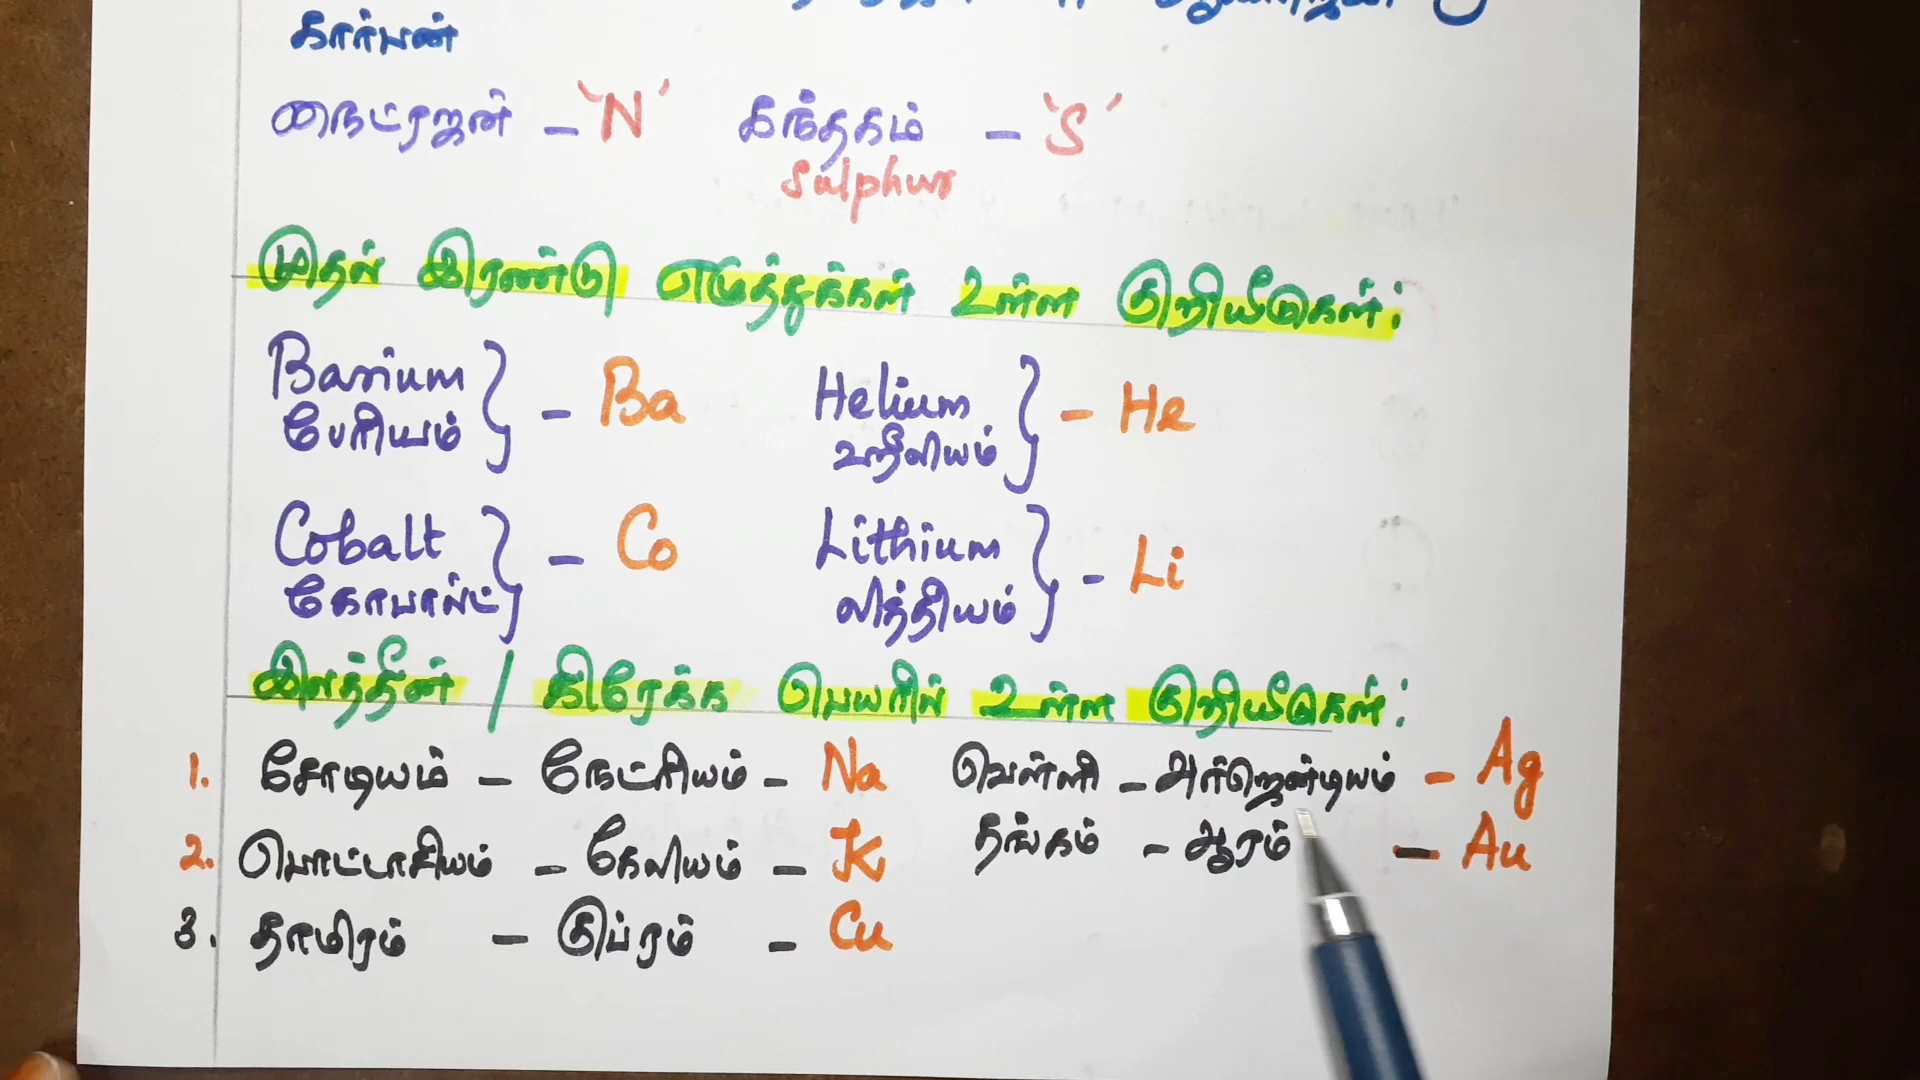 கார்பன்
நைட்ரஜன் – 'N' கந்தகம் – 'S'
Sulphur
முதல் இரண்டு எழுத்துக்கள் உள்ள குறியீடுகள்:
Barium – Ba Helium – He
பேரியம் ஹீலியம்
Cobalt – Co Lithium – Li
கோபால்ட் லித்தியம்
இலத்தீன் / கிரேக்க பெயரில் உள்ள குறியீடுகள்:
1. சோடியம் – நேட்ரியம் – Na வெள்ளி – அர்ஜெண்டியம் – Ag
2. பொட்டாசியம் – கேலியம் – K தங்கம் – ஆரம் – Au
3. தாமிரம் – குப்ரம் – Cu